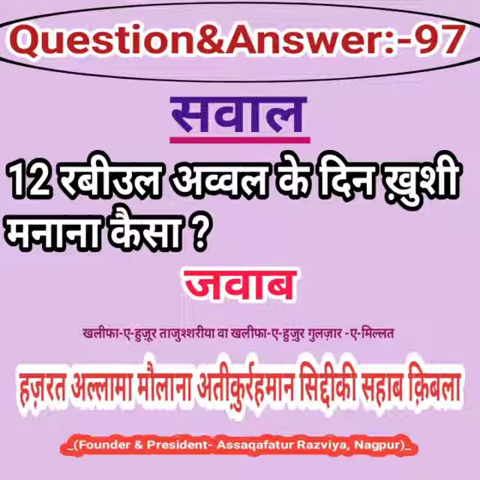 Question&Answer:-97
सवाल
12 रबीउल अव्वल के दिन ख़ुशी
मनाना कैसा ?
जवाब
खलीफा-ए-हुज़ूर ताजुश्शरीया वा खलीफा-ए-हुजुर गुलज़ार -ए-मिल्लत
हज़रत अल्लामा मौलाना अतीकुर्रहमान सिद्दीकी सहाब क़िबला
_(Founder & President- Assaqafatur Razviya, Nagpur)_